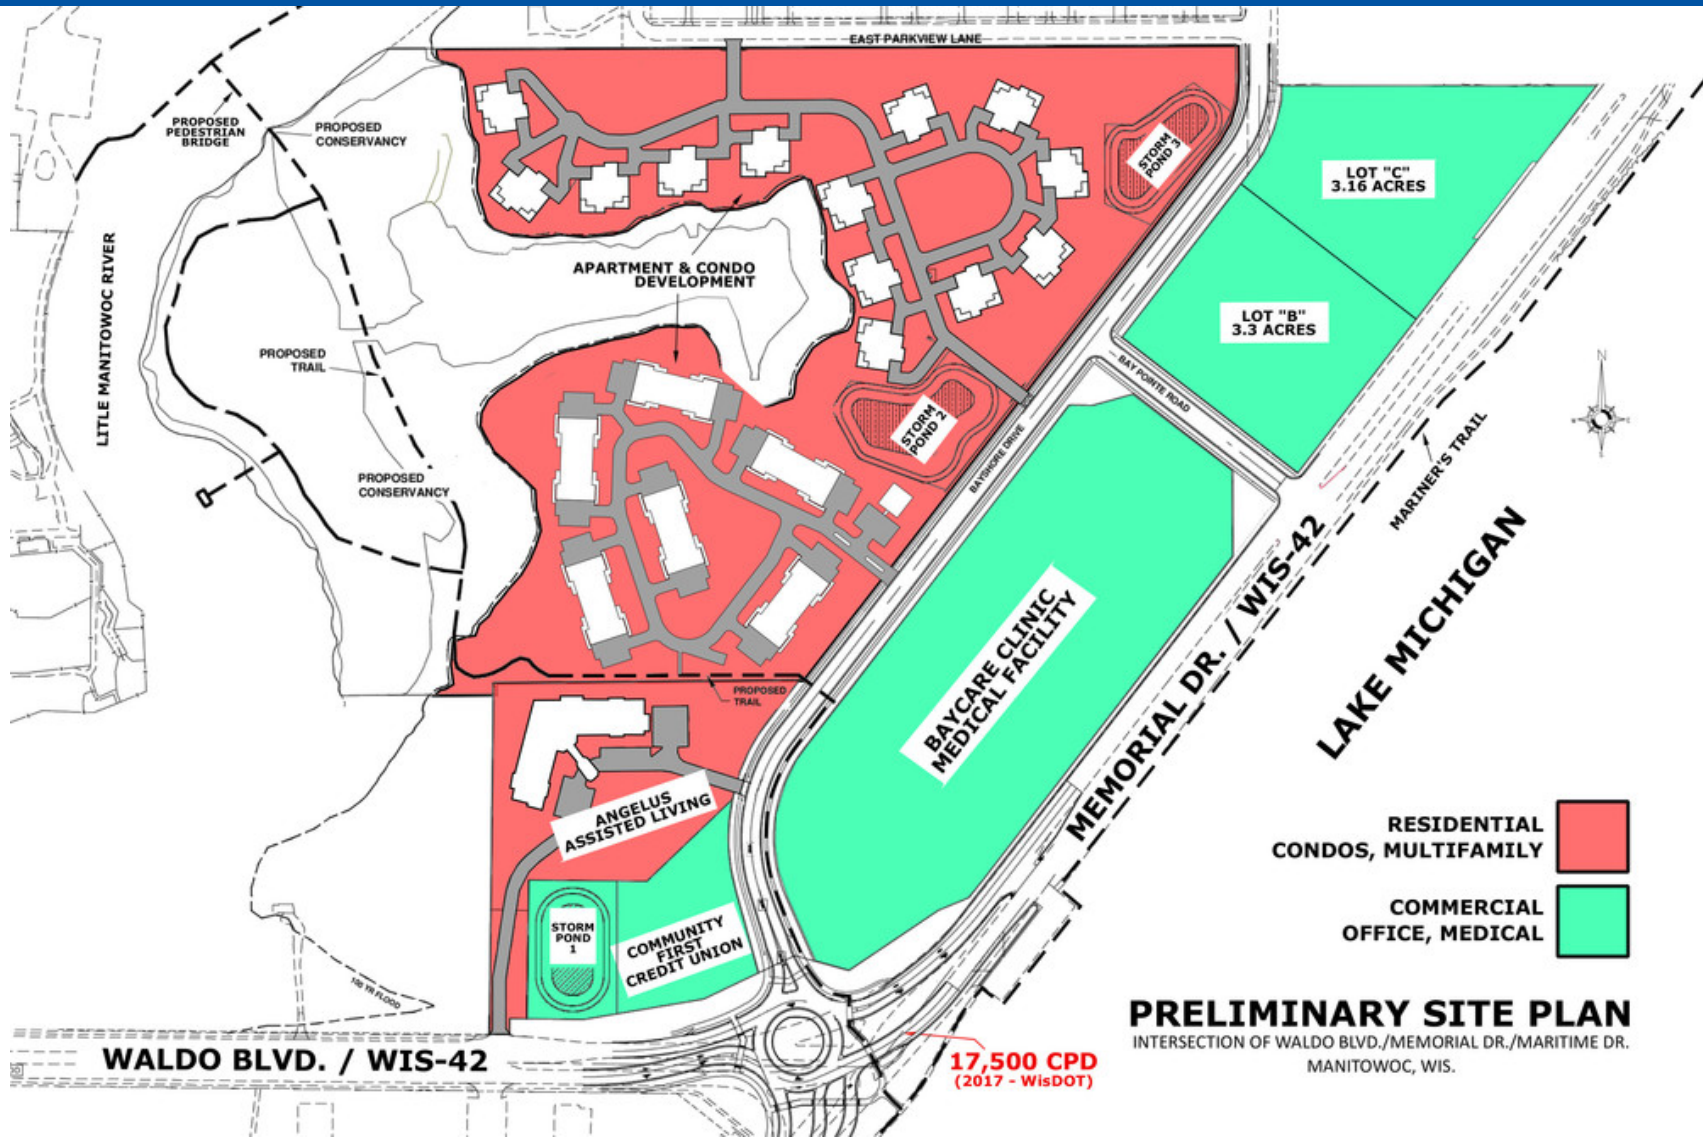 EAST PARKVIEW LANE
PROPOSED
PEDESTRIAN
BRIDGE
PROPOSED
CONSERVANCY
STORM
POND 3
LOT "C"
3.16 ACRES
LITTLE MANITOWOC RIVER
APARTMENT & CONDO
DEVELOPMENT
LOT "B"
3.3 ACRES
PROPOSED
TRAIL
BAY POINTE ROAD
N
STORM
POND 2
BAYSHORE DRIVE
MARINER'S TRAIL
PROPOSED
CONSERVANCY
LAKE MICHIGAN
BAYCARE CLINIC
MEDICAL FACILITY
MEMORIAL DR. / WIS-42
PROPOSED
TRAIL
ANGELUS
ASSISTED LIVING
RESIDENTIAL
CONDOS, MULTIFAMILY
COMMERCIAL
OFFICE, MEDICAL
STORM
POND
1
COMMUNITY
FIRST
CREDIT UNION
100 YR FLOOD
PRELIMINARY SITE PLAN
INTERSECTION OF WALDO BLVD./MEMORIAL DR./MARITIME DR.
MANITOWOC, WIS.
WALDO BLVD. / WIS-42
17,500 CPD
(2017 - WisDOT)